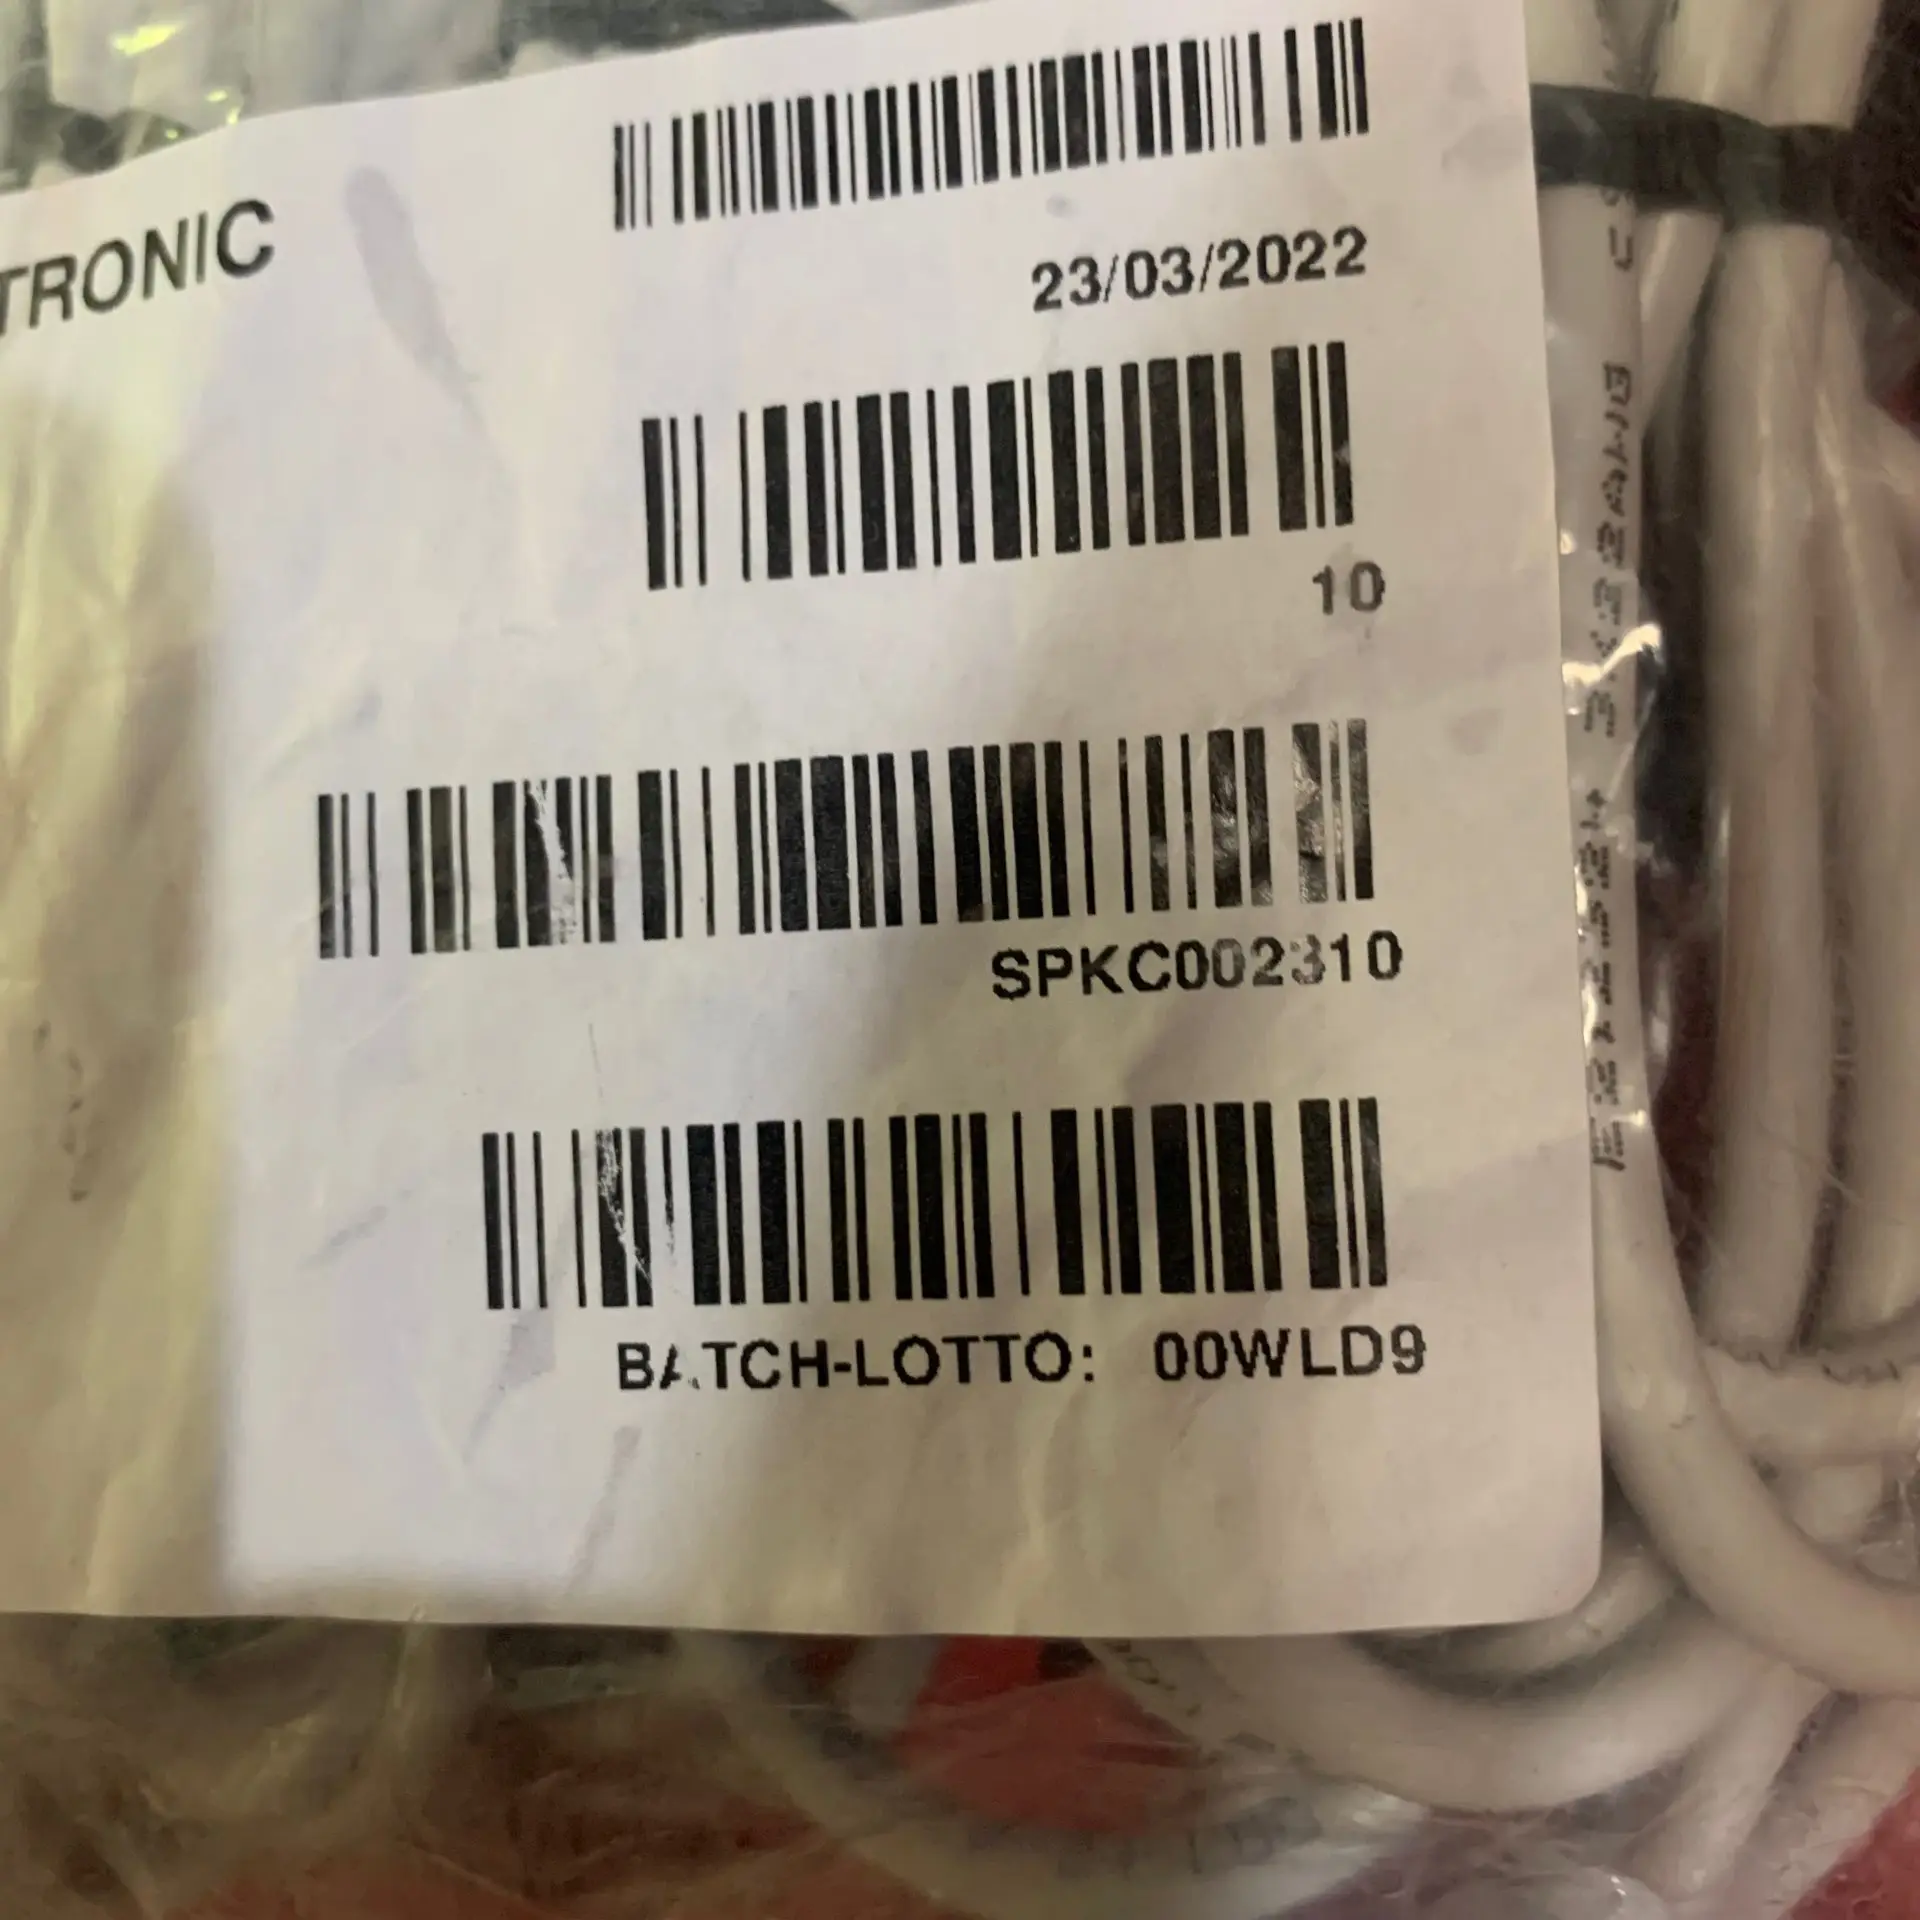 TRONIC
23/03/2022
10
SPKC002310
BATCH-LOTTO: 00WLD9